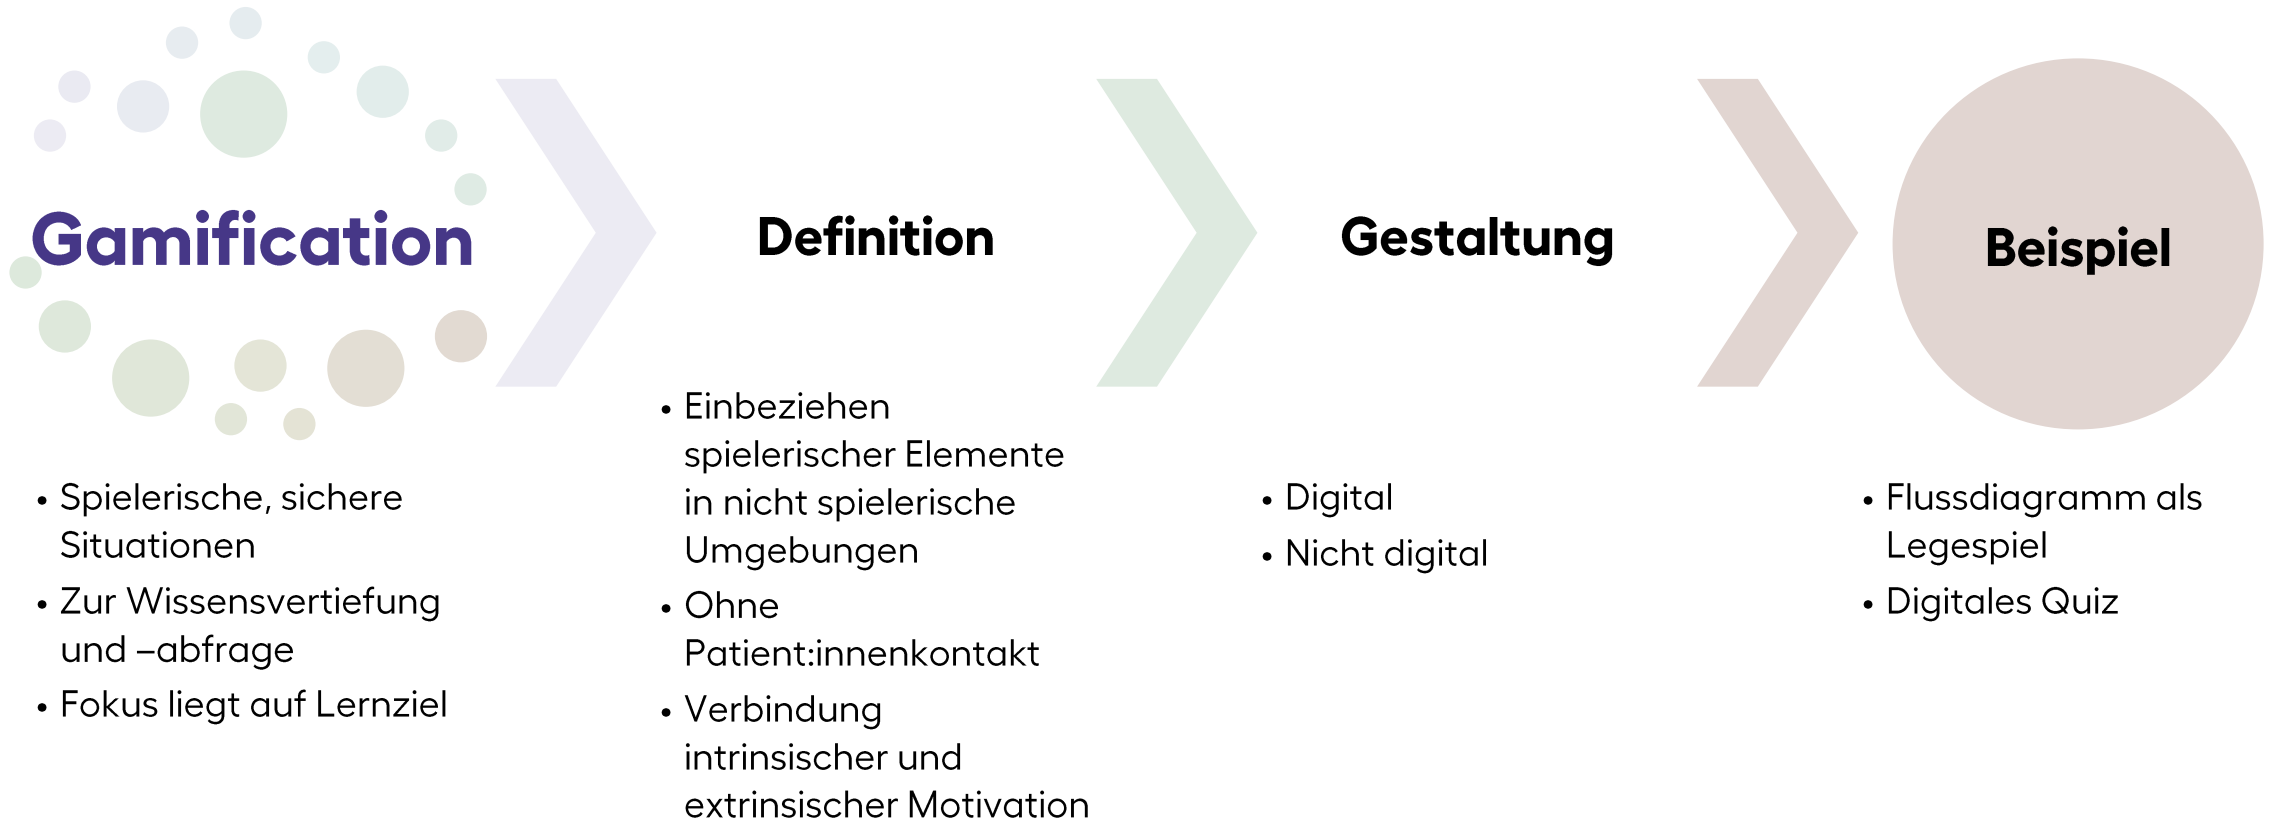 Gamification
• Spielerische, sichere
Situationen
• Zur Wissensvertiefung
und –abfrage
• Fokus liegt auf Lernziel
Definition
• Einbeziehen
spielerischer Elemente
in nicht spielerische
Umgebungen
• Ohne
Patient:innenkontakt
• Verbindung
intrinsischer und
extrinsischer Motivation
Gestaltung
• Digital
• Nicht digital
Beispiel
• Flussdiagramm als
Legespiel
• Digitales Quiz